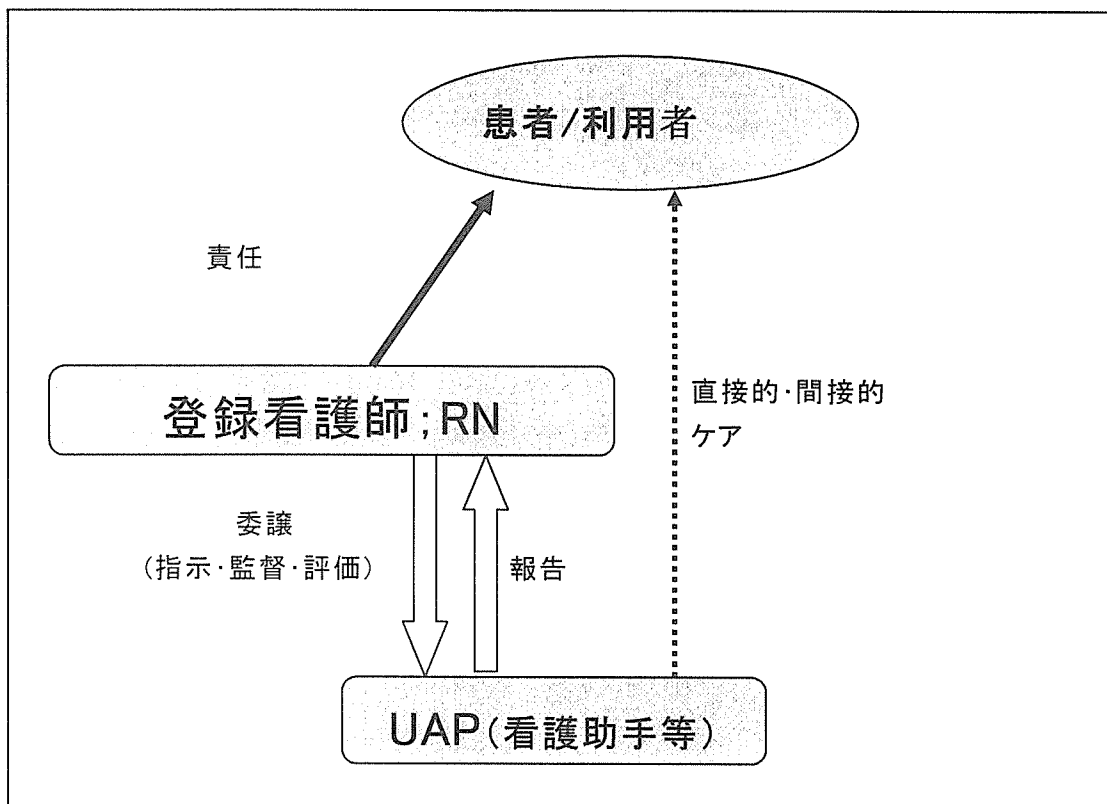 患者/利用者
責任
登録看護師;RN
直接的・間接的
ケア
委譲
(指示・監督・評価)
報告
UAP(看護助手等)